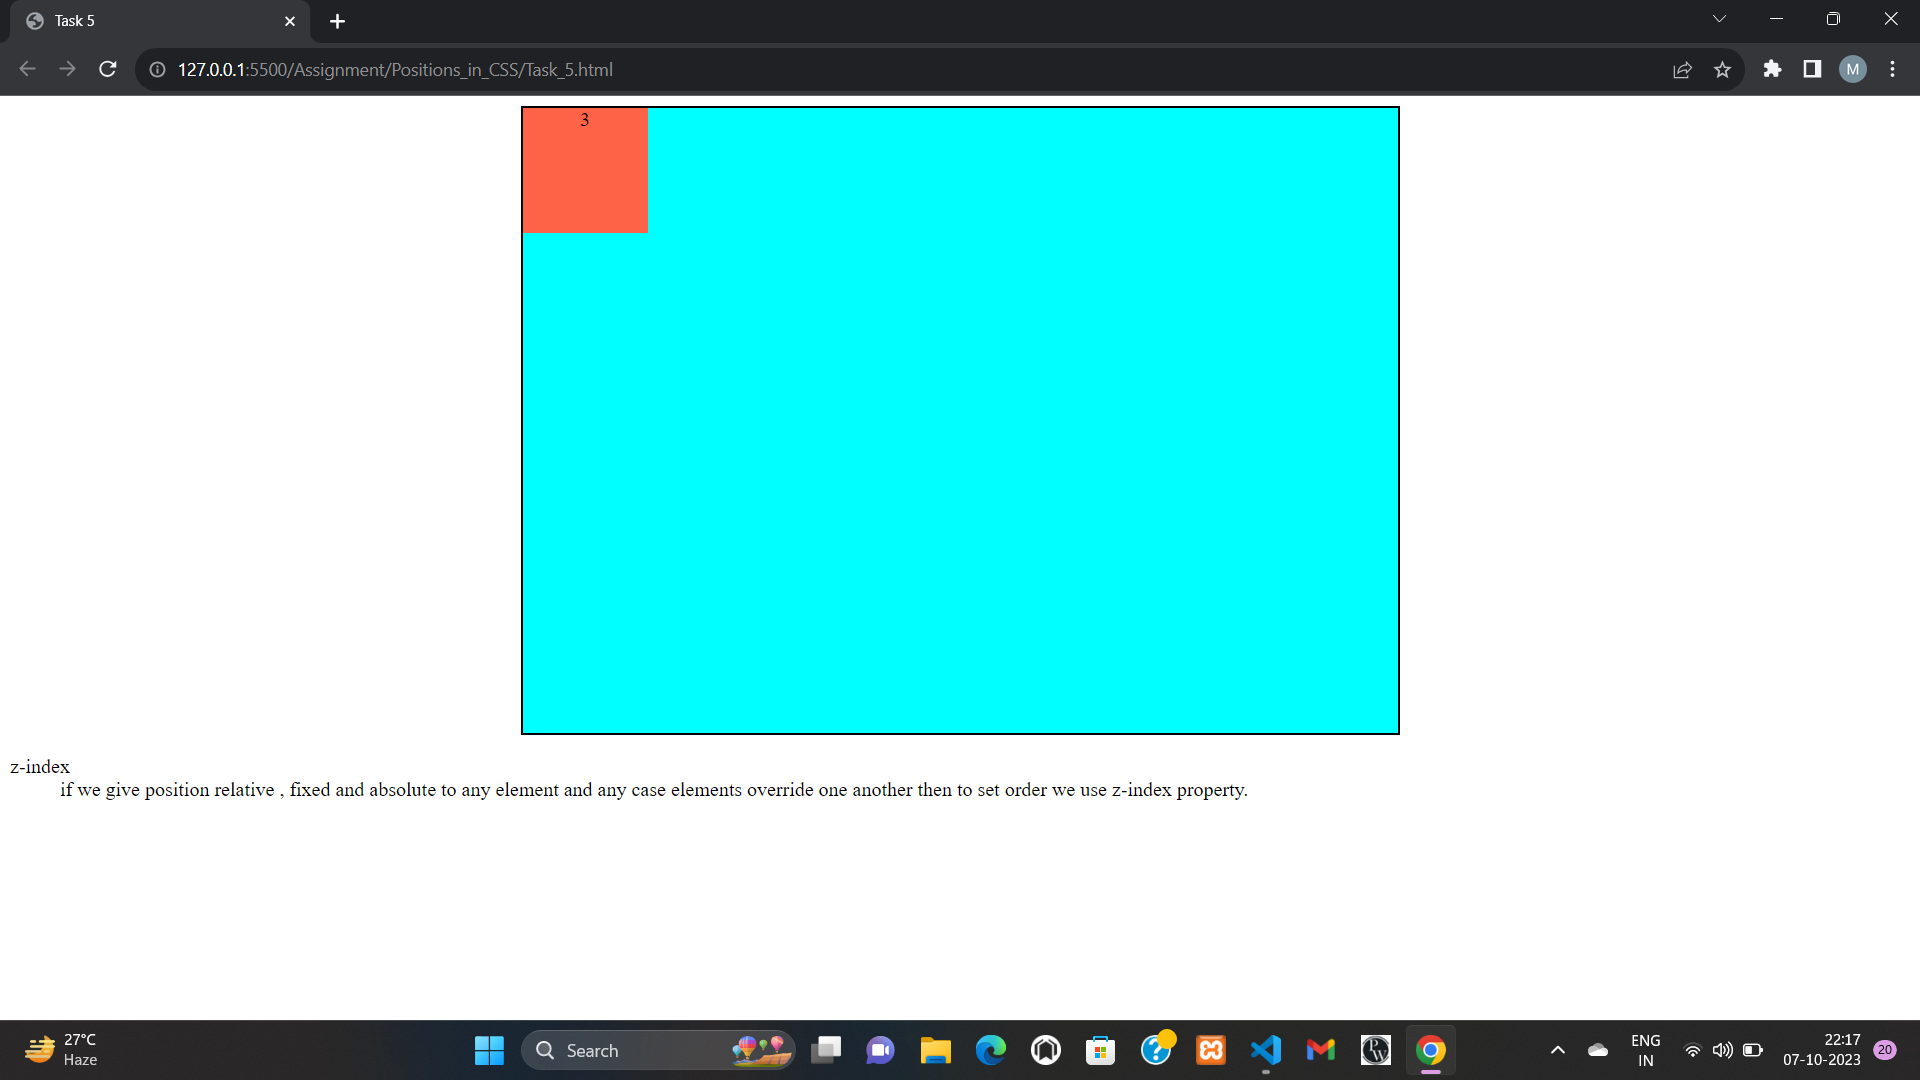 Task 5
127.0.0.1:5500/Assignment/Positions_in_CSS/Task_5.html
M
3
z-index
if we give position relative , fixed and absolute to any element and any case elements override one another then to set order we use z-index property.
27°C
Haze
Search
PW
ENG
IN
22:17
07-10-2023
20